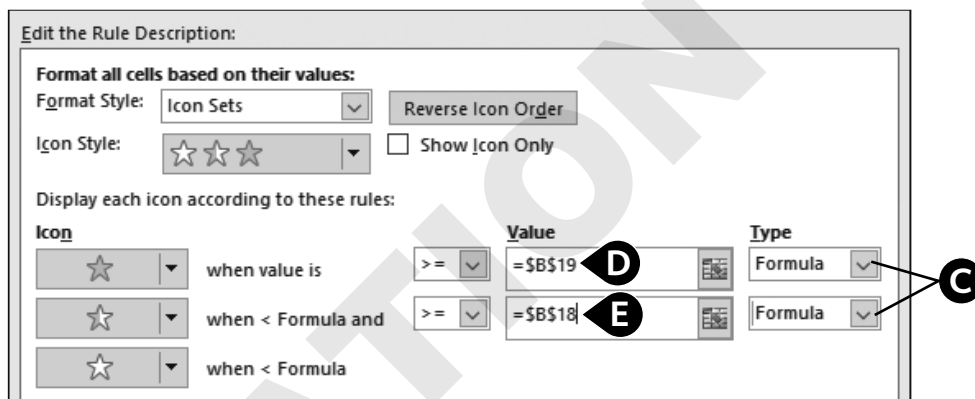 Edit the Rule Description:
Format all cells based on their values:
Format Style: Icon Sets Reverse Icon Order
Icon Style: Show Icon Only
Display each icon according to these rules:
Icon Value Type
when value is >= =$B$19 D Formula
C
when < Formula and >= =$B$18 E Formula
when < Formula
ATION